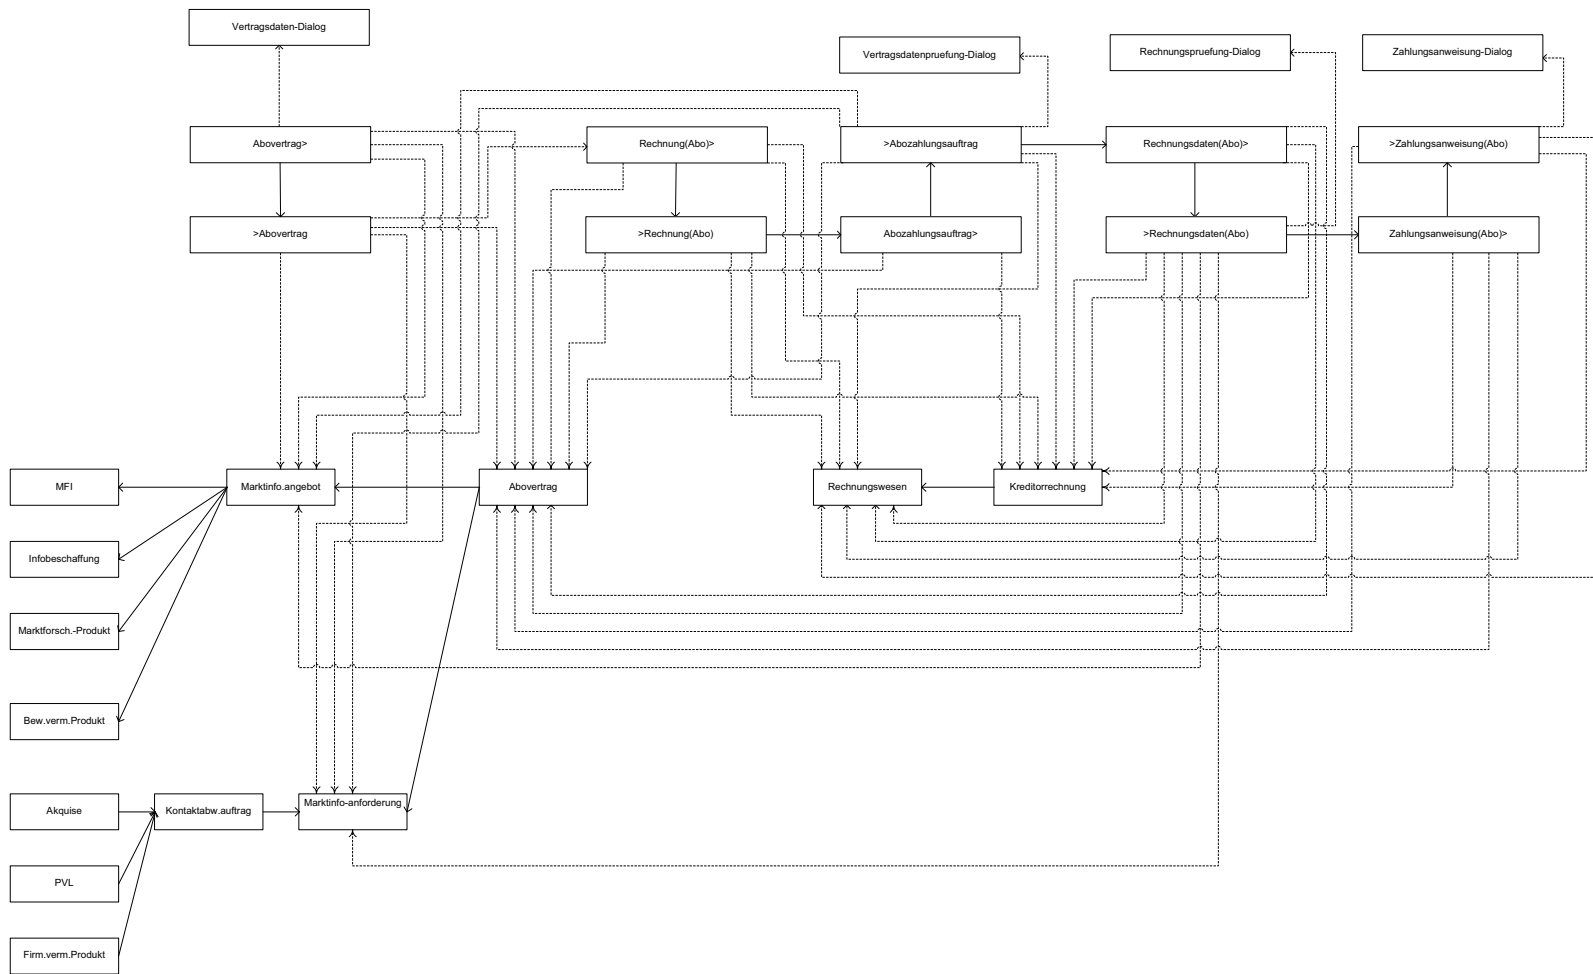 Vertragsdaten-Dialog
Vertragsdatenpruefung-Dialog
Rechnungspruefung-Dialog
Zahlungsanweisung-Dialog
Abovertrag>
Rechnung(Abo)>
>Abozahlungsauftrag
Rechnungsdaten(Abo)>
>Zahlungsanweisung(Abo)
>Abovertrag
>Rechnung(Abo)
Abozahlungsauftrag>
>Rechnungsdaten(Abo)
Zahlungsanweisung(Abo)>
MFI
Marktinfo.angebot
Abovertrag
Rechnungswesen
Kreditorrechnung
Infobeschaffung
Marktforsch.-Produkt
Bew.verm.Produkt
Akquise
Kontaktabw.auftrag
Marktinfo-anforderung
PVL
Firm.verm.Produkt